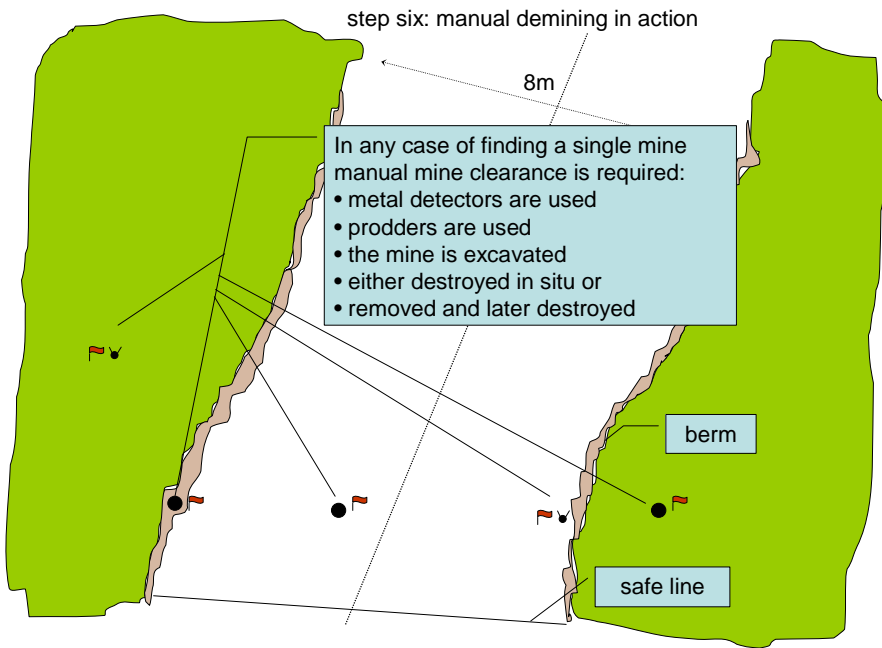 step six: manual demining in action
8m
In any case of finding a single mine
manual mine clearance is required:
• metal detectors are used
• prodders are used
• the mine is excavated
• either destroyed in situ or
• removed and later destroyed
berm
safe line